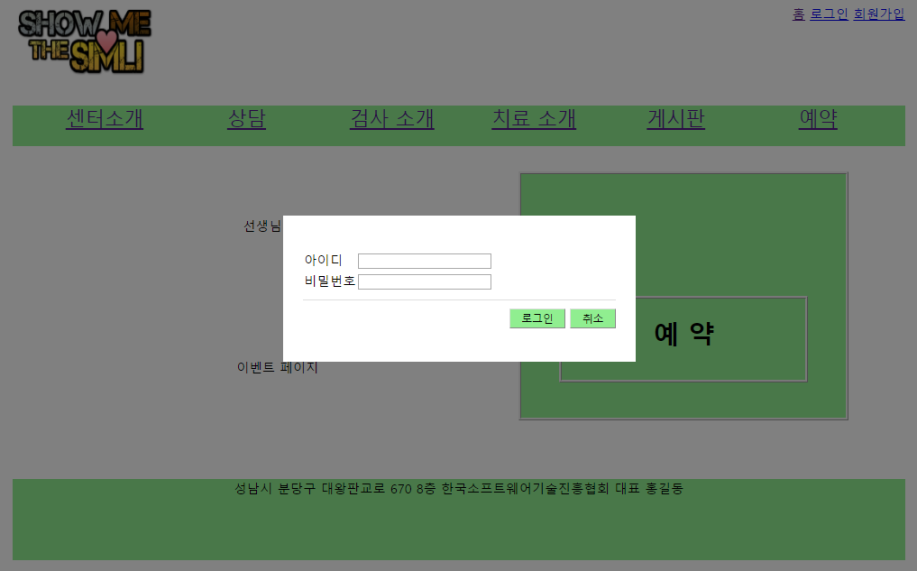 SHOW ME
THE SIMLI
홈 로그인 회원가입
센터소개 상담 검사 소개 치료 소개 게시판 예약
선생님
아이디
비밀번호
로그인 취소
예 약
이벤트 페이지
성남시 분당구 대왕판교로 670 8층 한국소프트웨어기술진흥협회 대표 홍길동